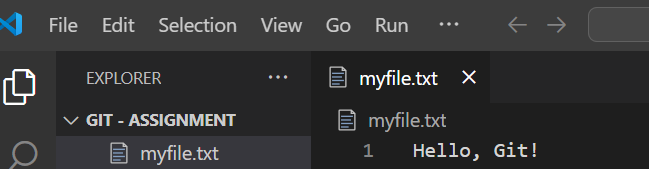 File Edit Selection View Go Run ...
EXPLORER ...
myfile.txt
GIT - ASSIGNMENT
myfile.txt
myfile.txt
1 Hello, Git!